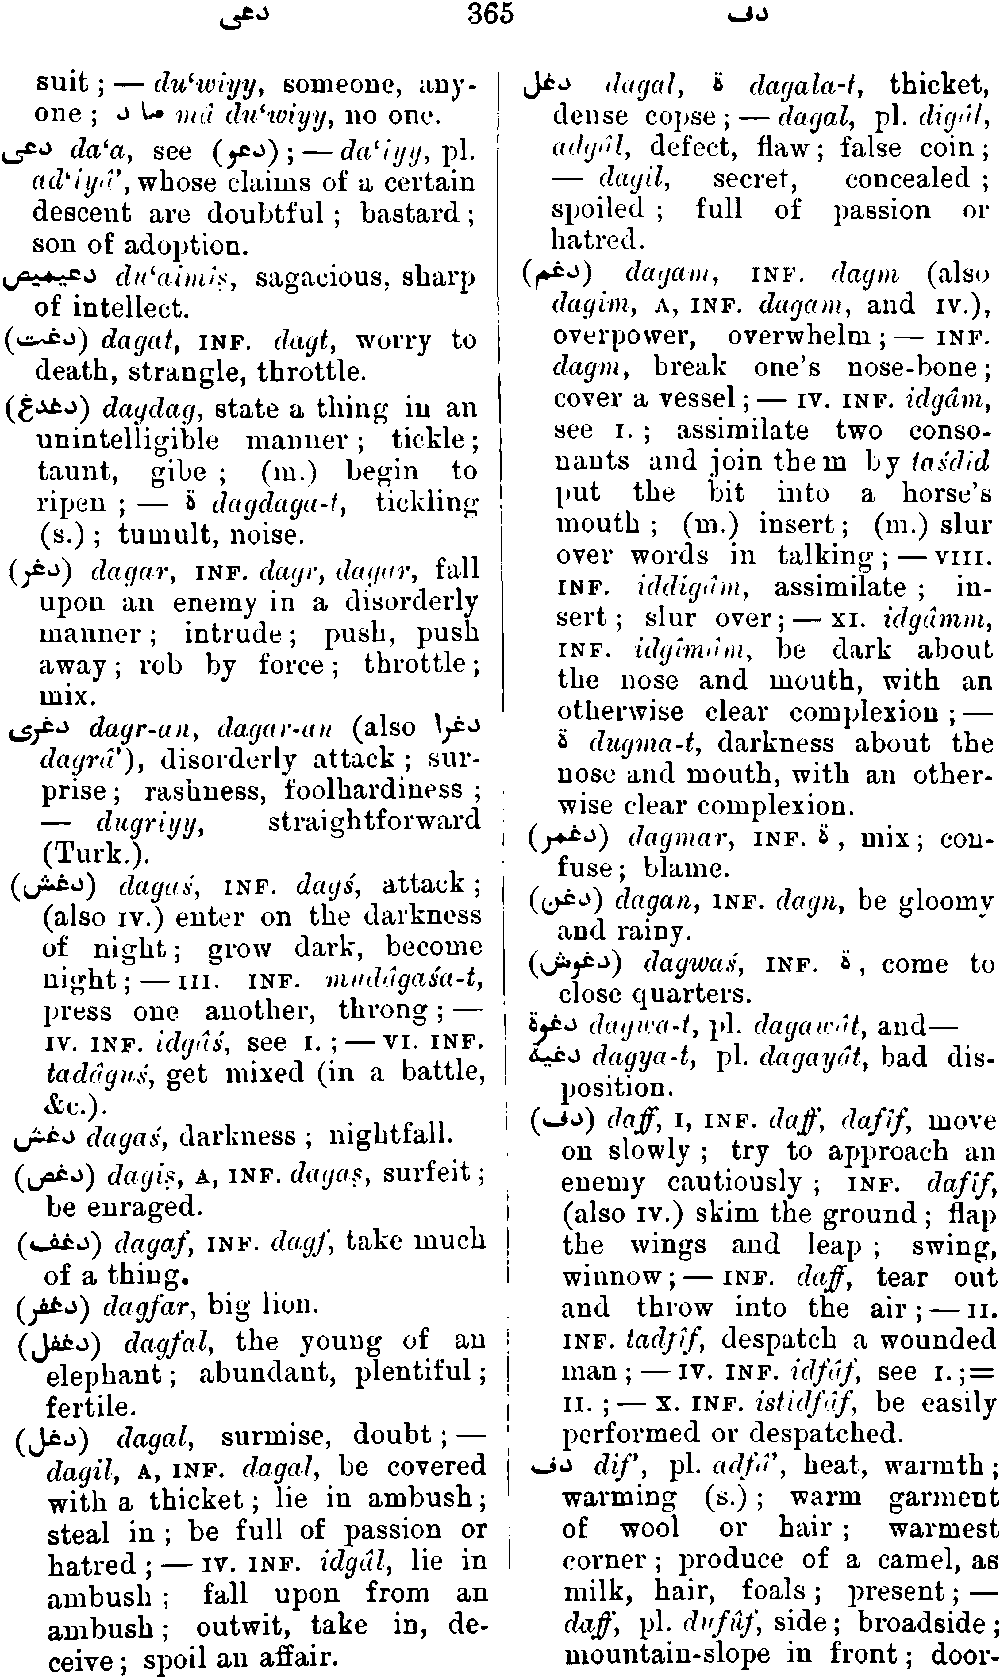 دعى 365 دف
suit ; — du‘wiyy, someone, any-
one ; ما د mâ du‘wiyy, no one.
دعى da‘a, see (دعو) ; — da‘iyy, pl.
ad‘iyâ’, whose claims of a certain
descent are doubtful ; bastard ;
son of adoption.
دعيميص du‘aimiṣ, sagacious, sharp
of intellect.
(دغت) dagat, INF. dagt, worry to
death, strangle, throttle.
(دغدغ) dagdag, state a thing in an
unintelligible manner ; tickle ;
taunt, gibe ; (m.) begin to
ripen ; — ة dagdaga-t, tickling
(s.) ; tumult, noise.
(دغر) dagar, INF. dagr, dagar, fall
upon an enemy in a disorderly
manner ; intrude ; push, push
away ; rob by force ; throttle ;
mix.
دغرى dagr-an, dagar-an (also دغرا
dagrâ’), disorderly attack ; sur-
prise ; rashness, foolhardiness ;
— dugriyy, straightforward
(Turk.).
(دغش) dagaś, INF. dagś, attack ;
(also IV.) enter on the darkness
of night ; grow dark, become
night ; — III. INF. mudâgaśa-t,
press one another, throng ; —
IV. INF. idgâś, see I. ; — VI. INF.
tadâguś, get mixed (in a battle,
&c.).
دغش dagaś, darkness ; nightfall.
(دغص) dagiṣ, A, INF. dagaṣ, surfeit ;
be enraged.
(دغف) dagaf, INF. dagf, take much
of a thing.
(دغفر) dagfar, big lion.
(دغفل) dagfal, the young of an
elephant ; abundant, plentiful ;
fertile.
(دغل) dagal, surmise, doubt ; —
dagil, A, INF. dagal, be covered
with a thicket ; lie in ambush ;
steal in ; be full of passion or
hatred ; — IV. INF. idgâl, lie in
ambush ; fall upon from an
ambush ; outwit, take in, de-
ceive ; spoil an affair.
دغل dagal, ة dagala-t, thicket,
dense copse ; — dagal, pl. digâl,
adgâl, defect, flaw ; false coin ;
— dagil, secret, concealed ;
spoiled ; full of passion or
hatred.
(دغم) dagam, INF. dagm (also
dagim, A, INF. dagam, and IV.),
overpower, overwhelm ; — INF.
dagm, break one's nose-bone ;
cover a vessel ; — IV. INF. idgâm,
see I. ; assimilate two conso-
nants and join them by taśdîd
put the bit into a horse's
mouth ; (m.) insert ; (m.) slur
over words in talking ; — VIII.
INF. iddigâm, assimilate ; in-
sert ; slur over ; — XI. idgâmm,
INF. idgîmâm, be dark about
the nose and mouth, with an
otherwise clear complexion ; —
ة dugma-t, darkness about the
nose and mouth, with an other-
wise clear complexion.
(دغمر) dagmar, INF. ة, mix ; con-
fuse ; blame.
(دغن) dagan, INF. dagn, be gloomy
and rainy.
(دغوش) dagwaś, INF. ة, come to
close quarters.
دغوة dagwa-t, pl. dagawât, and—
دغية dagya-t, pl. dagayât, bad dis-
position.
(دف) daff, I, INF. daff, dafîf, move
on slowly ; try to approach an
enemy cautiously ; INF. dafîf,
(also IV.) skim the ground ; flap
the wings and leap ; swing,
winnow ; — INF. daff, tear out
and throw into the air ; — II.
INF. tadfîf, despatch a wounded
man ; — IV. INF. idfâf, see I. ; =
II. ; — X. INF. istidfâf, be easily
performed or despatched.
دف dif’, pl. adfâ’, heat, warmth ;
warming (s.) ; warm garment
of wool or hair ; warmest
corner ; produce of a camel, as
milk, hair, foals ; present ; —
daff, pl. dufûf, side ; broadside ;
mountain-slope in front ; door-